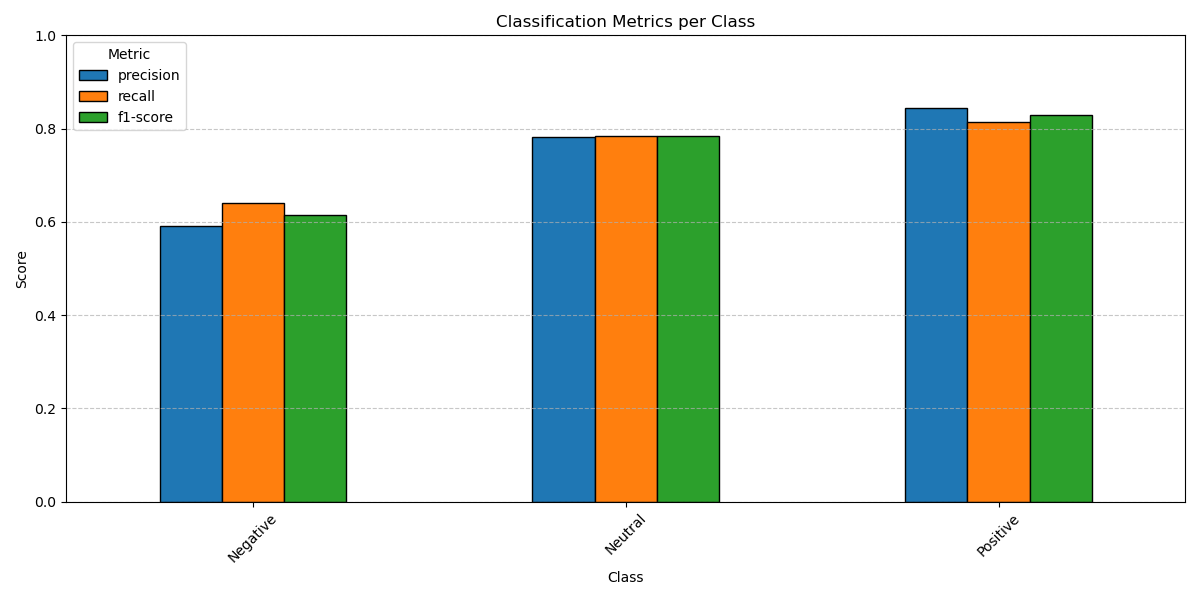 Classification Metrics per Class
Metric
precision
recall
f1-score
Score
1.0
0.8
0.6
0.4
0.2
0.0
Negative
Neutral
Positive
Class